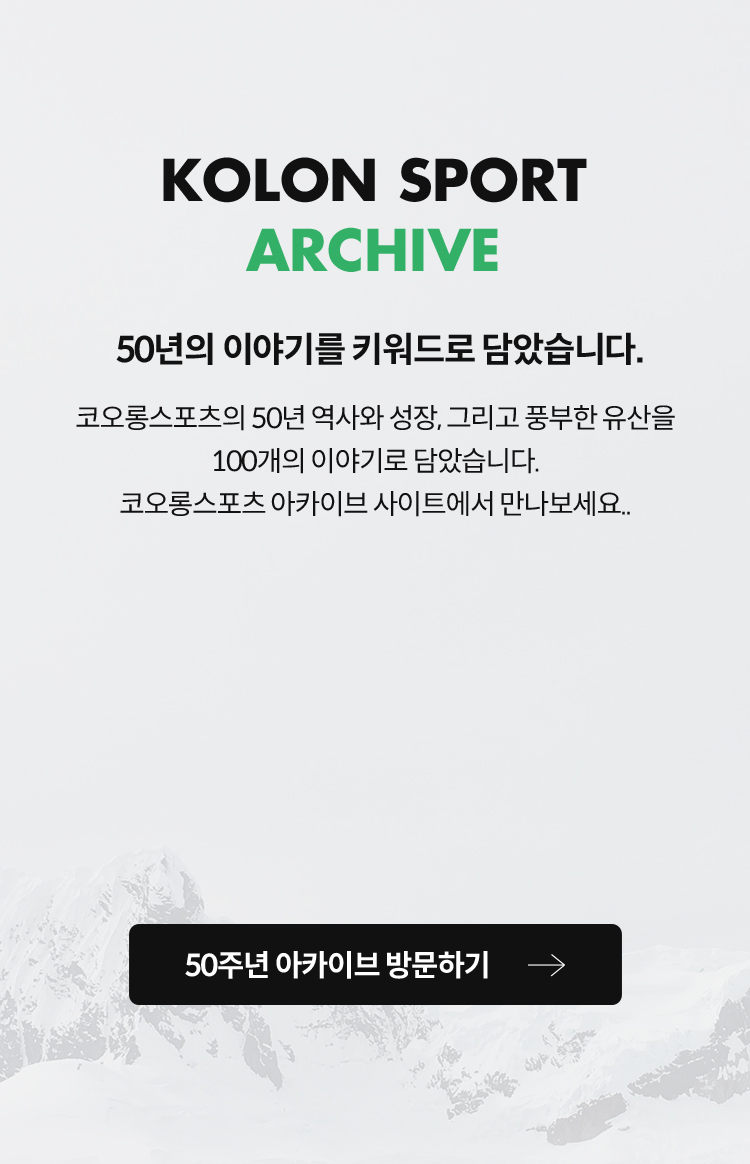 KOLON SPORT
ARCHIVE
50년의 이야기를 키워드로 담았습니다.
코오롱스포츠의 50년 역사와 성장, 그리고 풍부한 유산을
100개의 이야기로 담았습니다.
코오롱스포츠 아카이브 사이트에서 만나보세요..
50주년 아카이브 방문하기